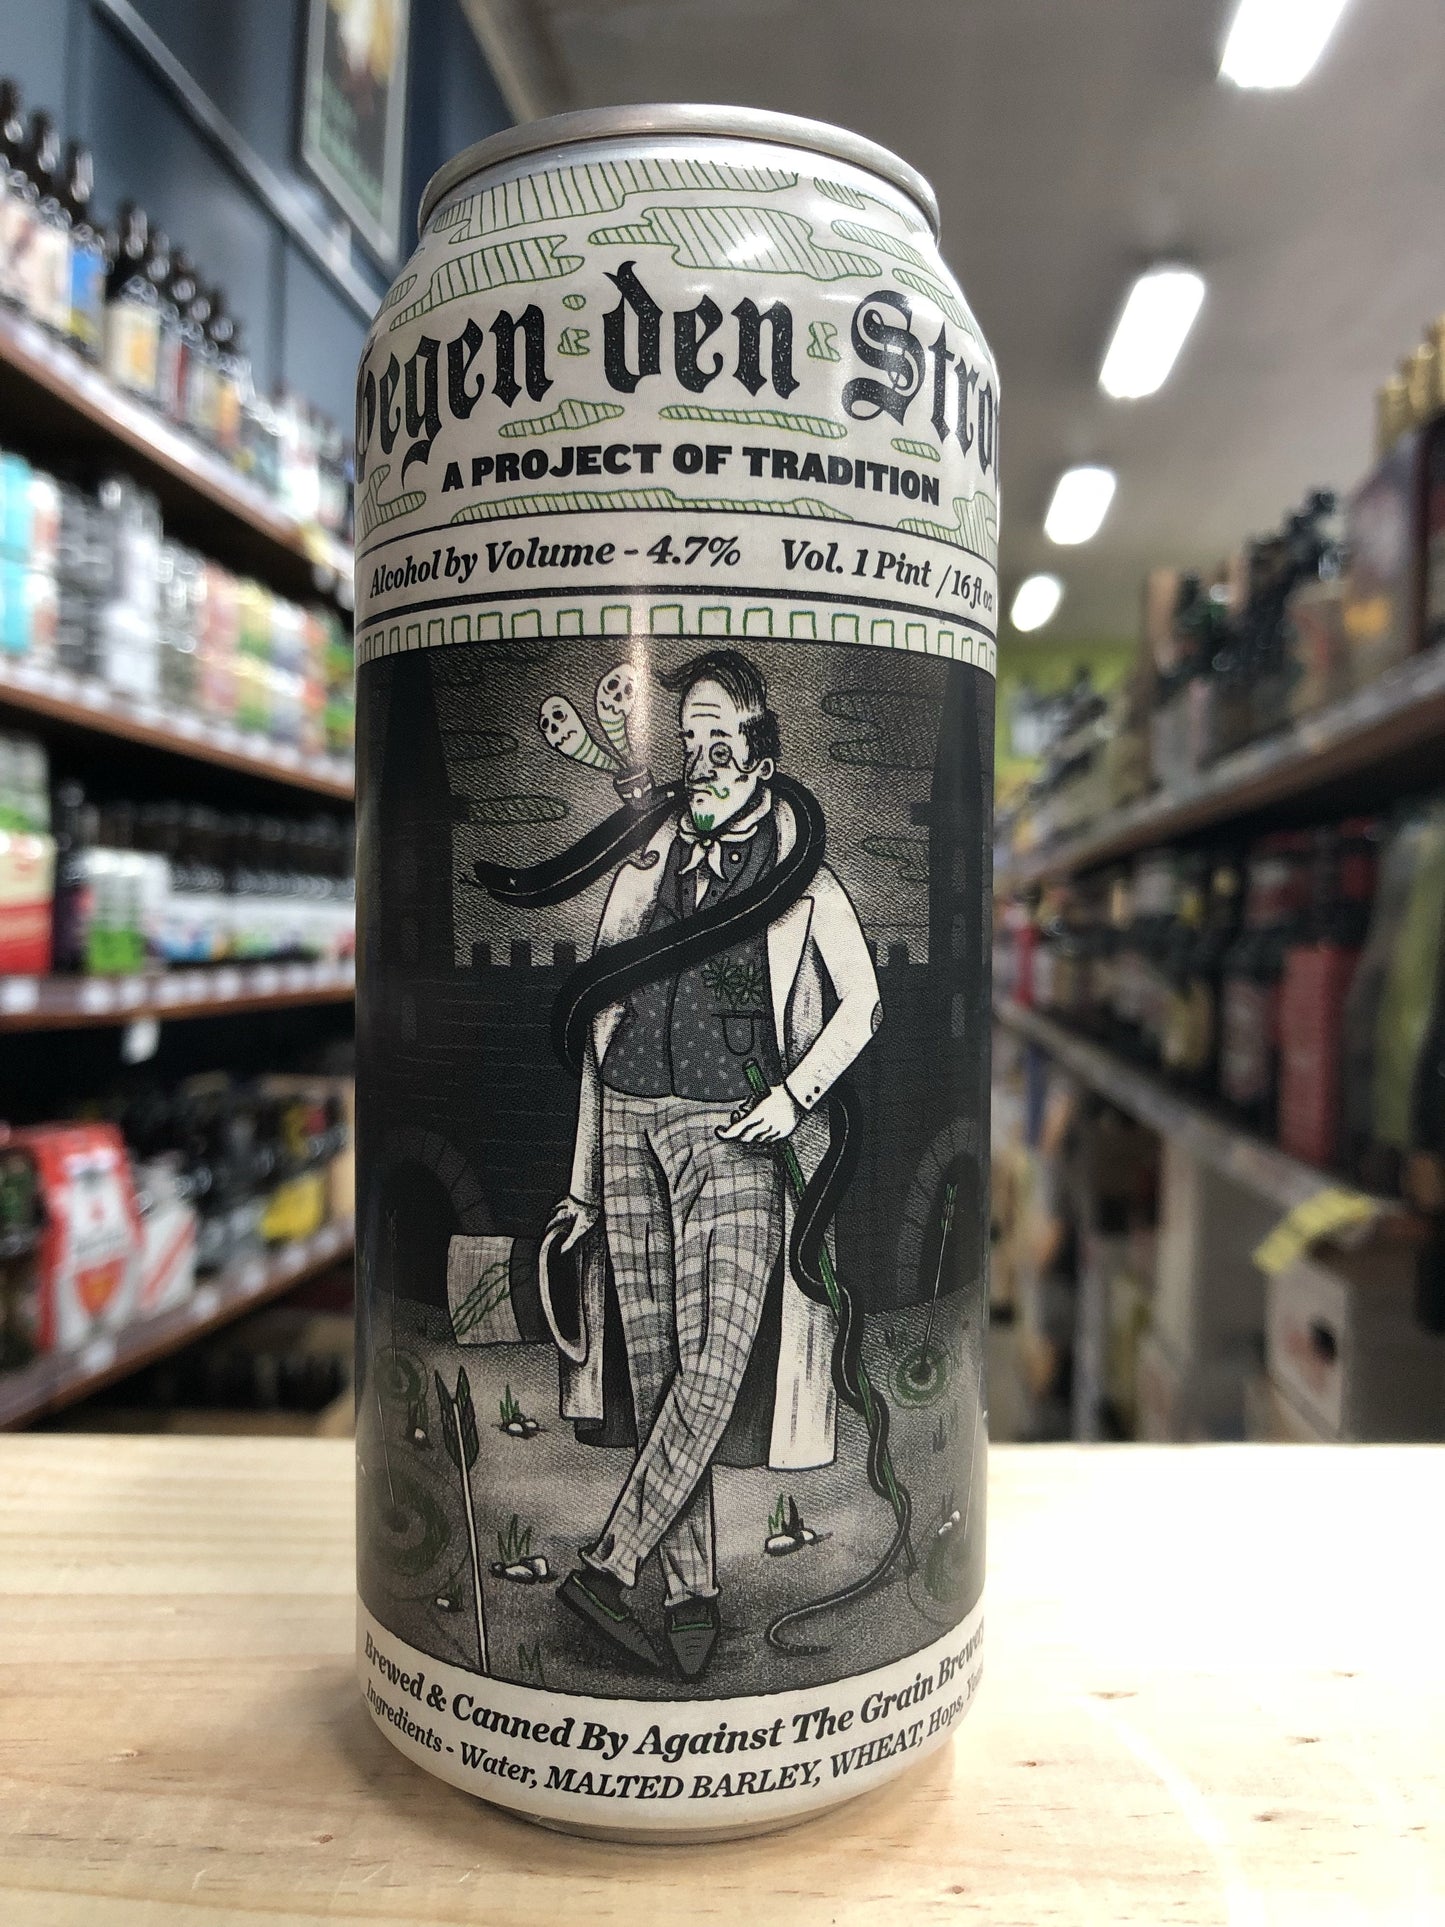 Gegen den Stro
A PROJECT OF TRADITION
Alcohol by Volume - 4.7% Vol. 1 Pint / 16 fl oz
Brewed & Canned By Against The Grain Brewery
Ingredients - Water, MALTED BARLEY, WHEAT, Hops,